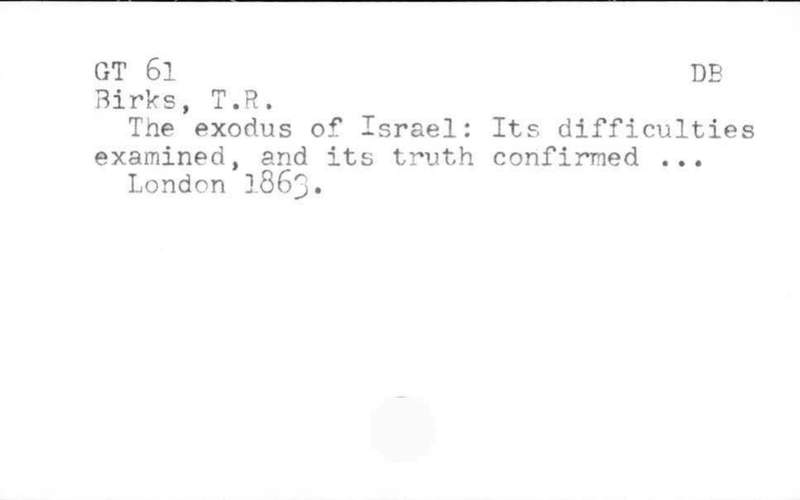 GT 61 DB
Birks, T.R.
The exodus of Israel: Its difficulties
examined, and its truth confirmed ...
London 1863.